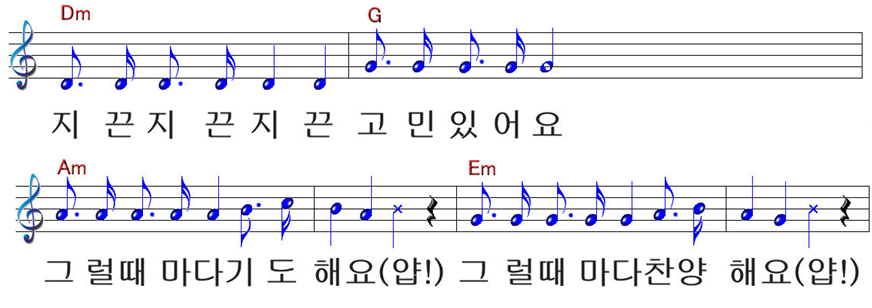 Dm G
지 끈 지 끈 지 끈 고 민 있 어 요
Am Em
그 럴때 마다기 도 해요(얍!) 그 럴때 마다찬양 해요(얍!)